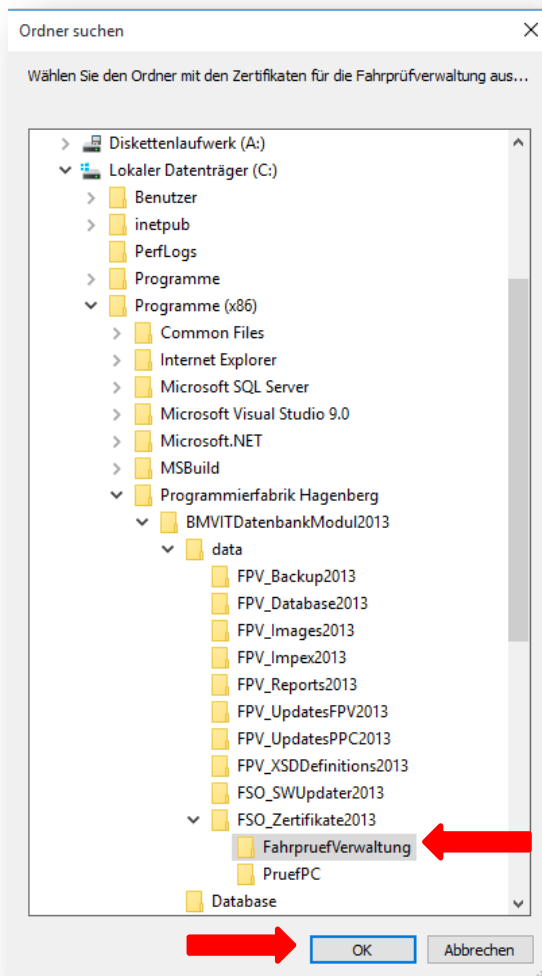 Ordner suchen
Wählen Sie den Ordner mit den Zertifikaten für die Fahrprüfverwaltung aus...
Diskettenlaufwerk (A:)
Lokaler Datenträger (C:)
Benutzer
inetpub
PerfLogs
Programme
Programme (x86)
Common Files
Internet Explorer
Microsoft SQL Server
Microsoft Visual Studio 9.0
Microsoft.NET
MSBuild
Programmierfabrik Hagenberg
BMVITDatenbankModul2013
data
FPV_Backup2013
FPV_Database2013
FPV_Images2013
FPV_Impex2013
FPV_Reports2013
FPV_UpdatesFPV2013
FPV_UpdatesPPC2013
FPV_XSDDefinitions2013
FSO_SWUpdater2013
FSO_Zertifikate2013
FahrpruefVerwaltung
PruefPC
Database
OK Abbrechen